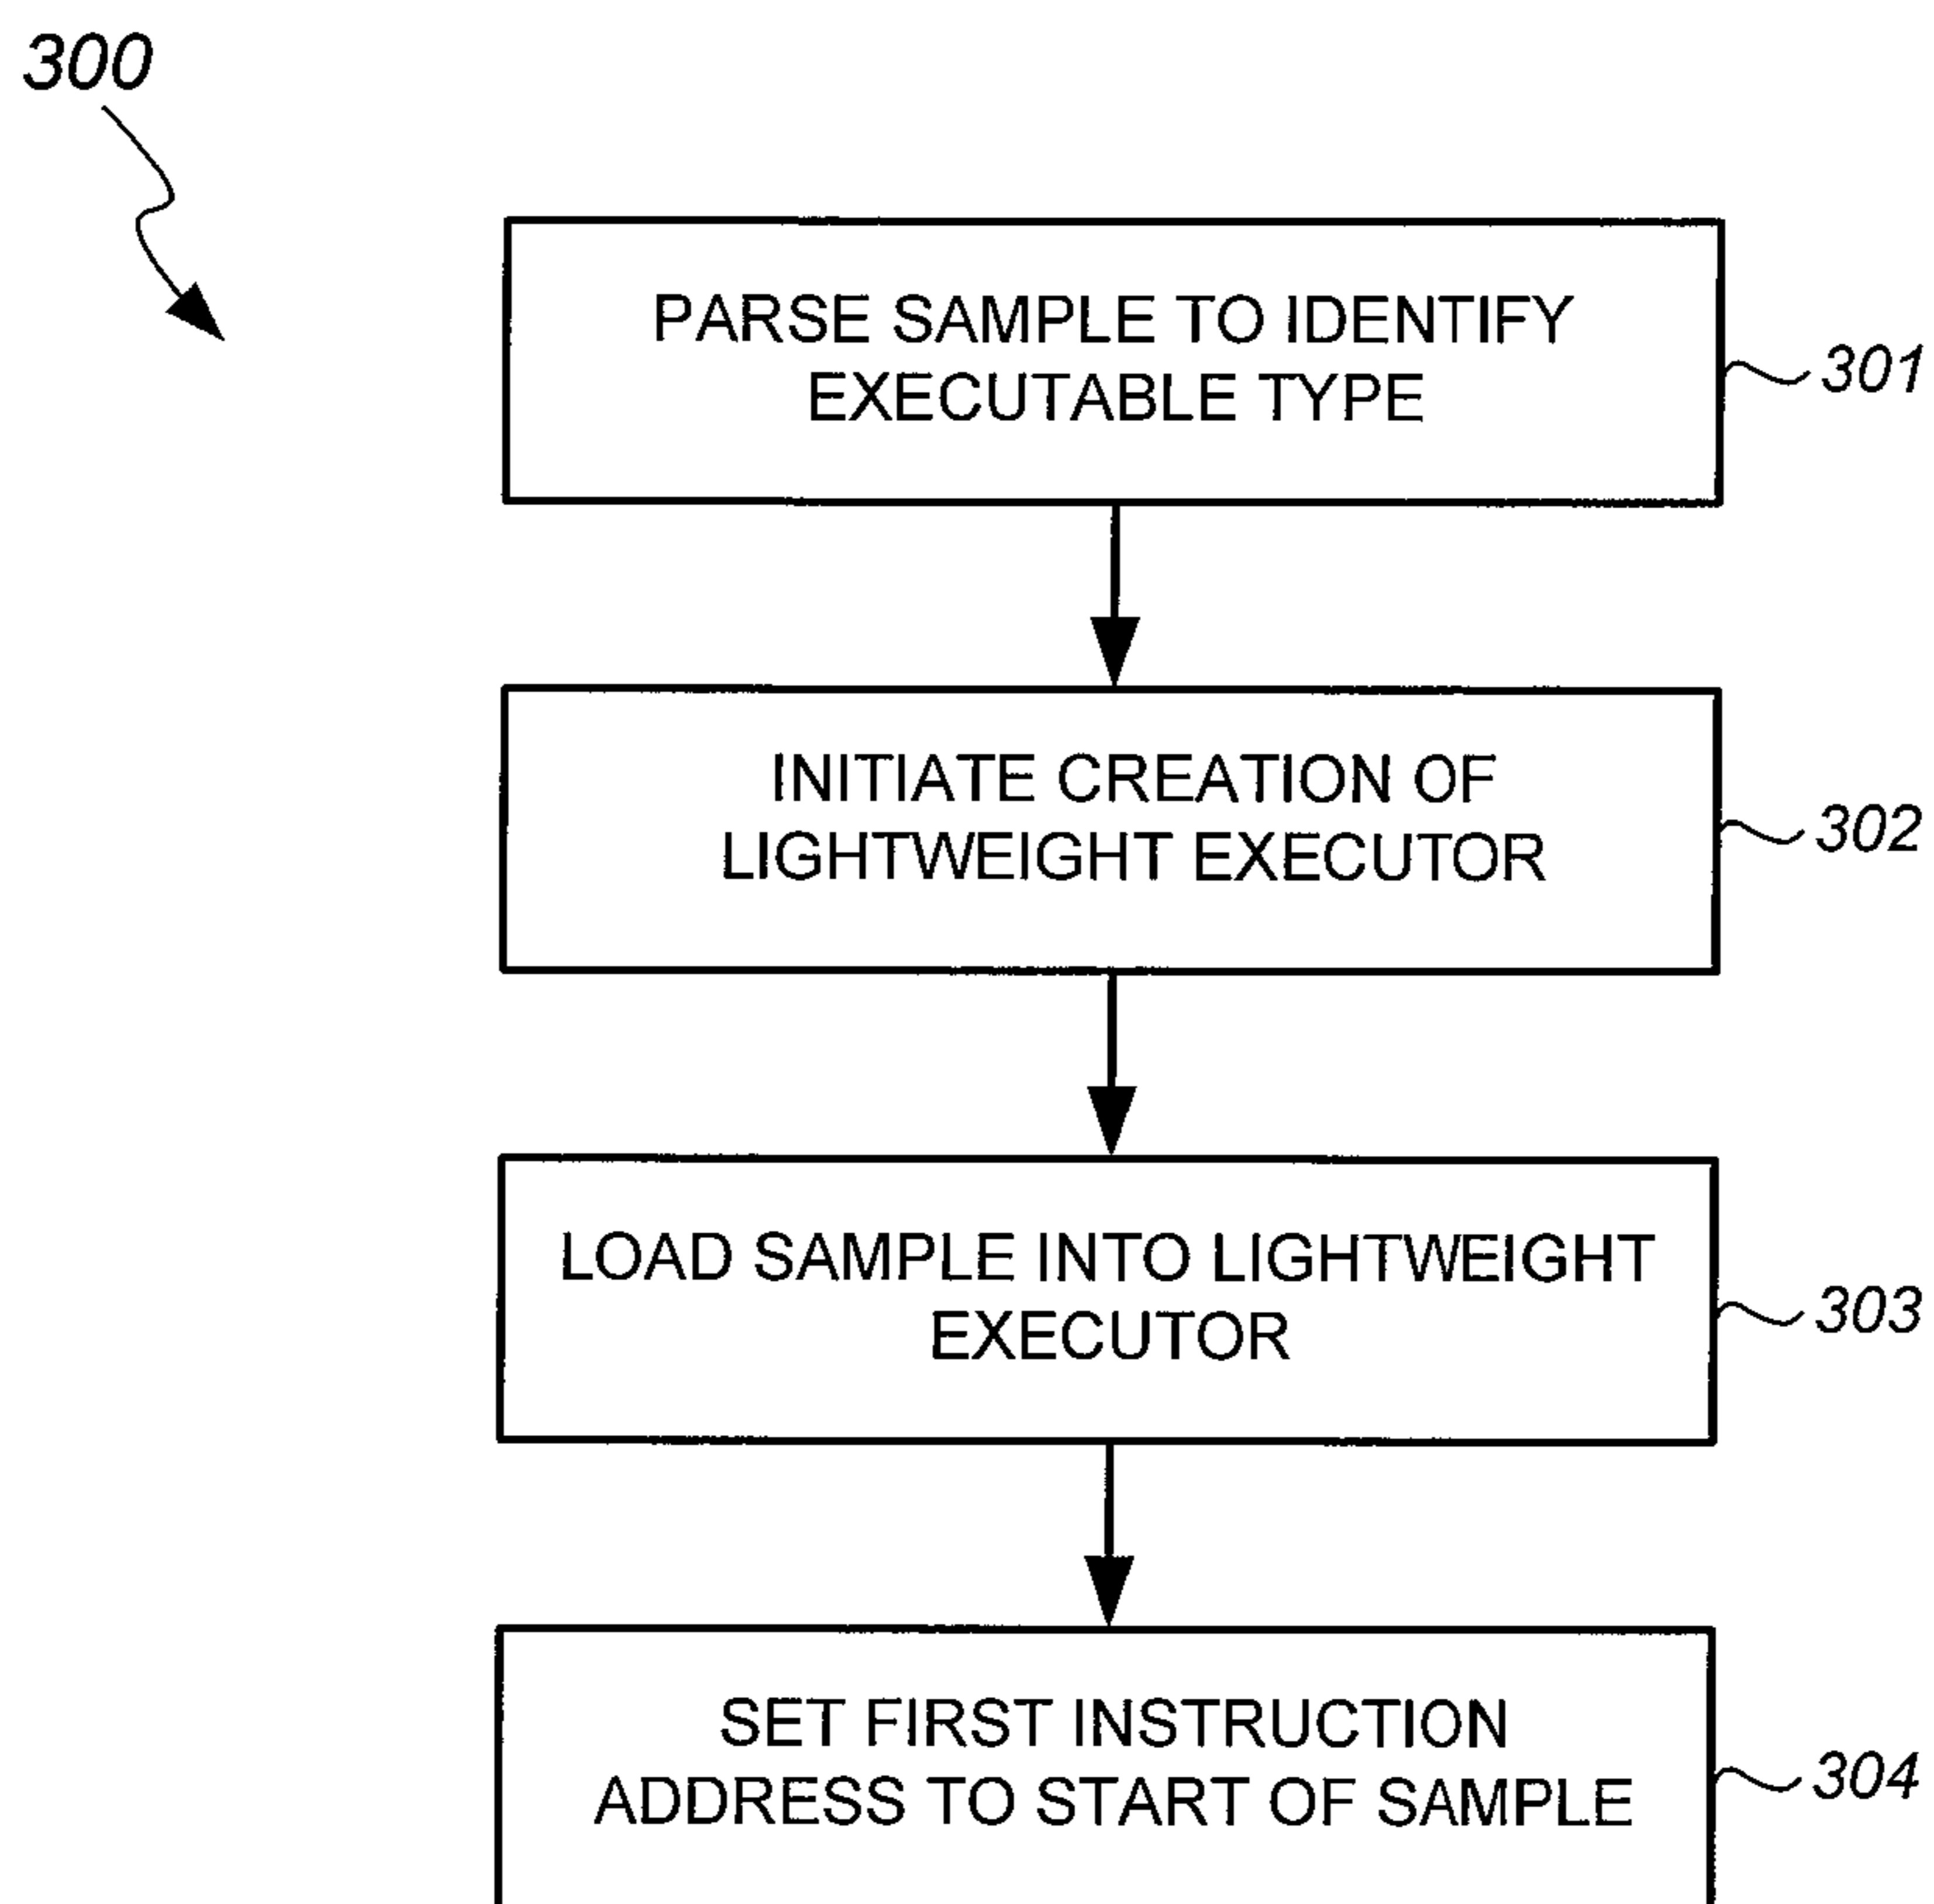 300
PARSE SAMPLE TO IDENTIFY
EXECUTABLE TYPE
301
INITIATE CREATION OF
LIGHTWEIGHT EXECUTOR
302
LOAD SAMPLE INTO LIGHTWEIGHT
EXECUTOR
303
SET FIRST INSTRUCTION
ADDRESS TO START OF SAMPLE
304